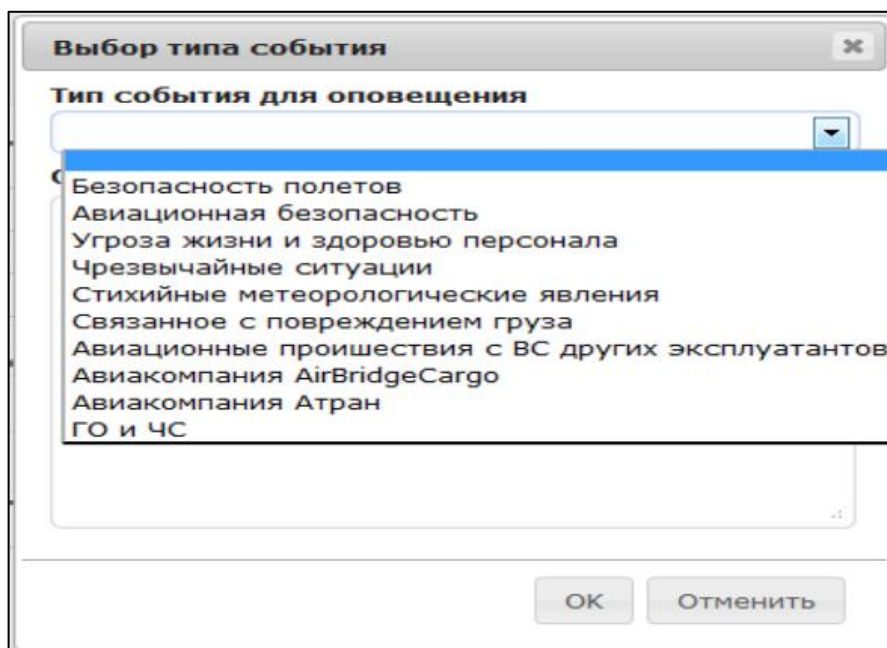 Выбор типа события
Тип события для оповещения
Безопасность полетов
Авиационная безопасность
Угроза жизни и здоровью персонала
Чрезвычайные ситуации
Стихийные метеорологические явления
Связанное с повреждением груза
Авиационные проишествия с ВС других эксплуатантов
Авиакомпания AirBridgeCargo
Авиакомпания Атран
ГО и ЧС
ОК
Отменить